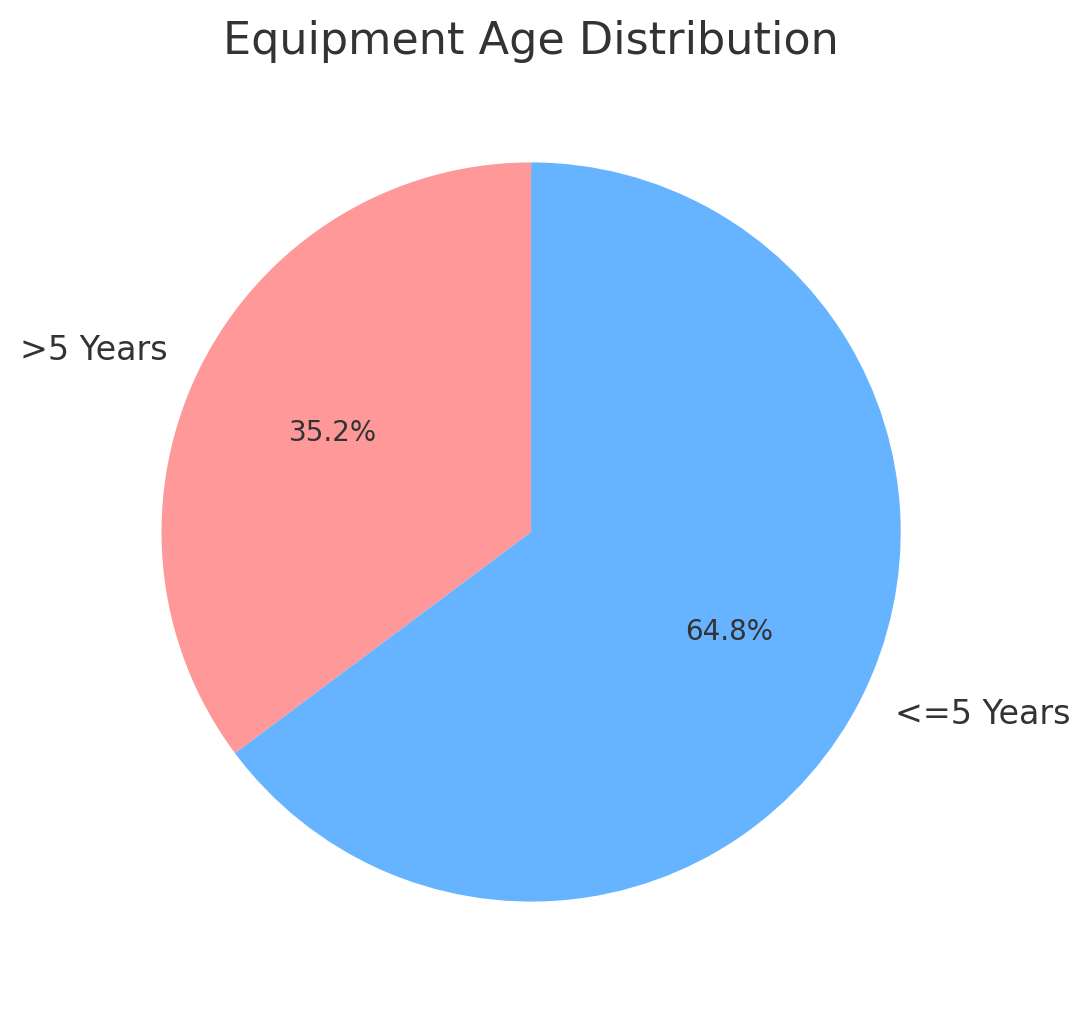 Equipment Age Distribution
>5 Years
35.2%
64.8%
<=5 Years